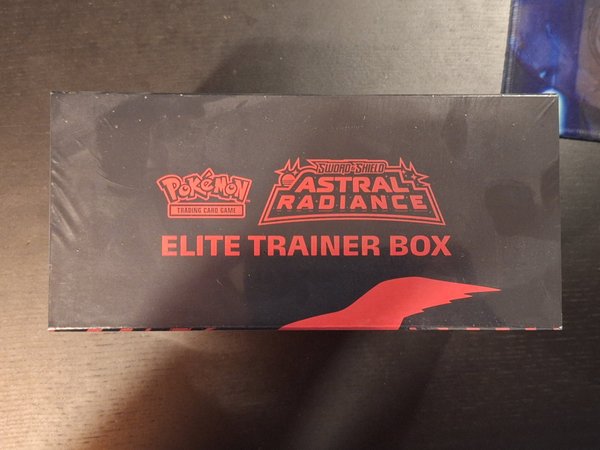 Pokémon
TRADING CARD GAME
SWORD & SHIELD
ASTRAL
RADIANCE
ELITE TRAINER BOX